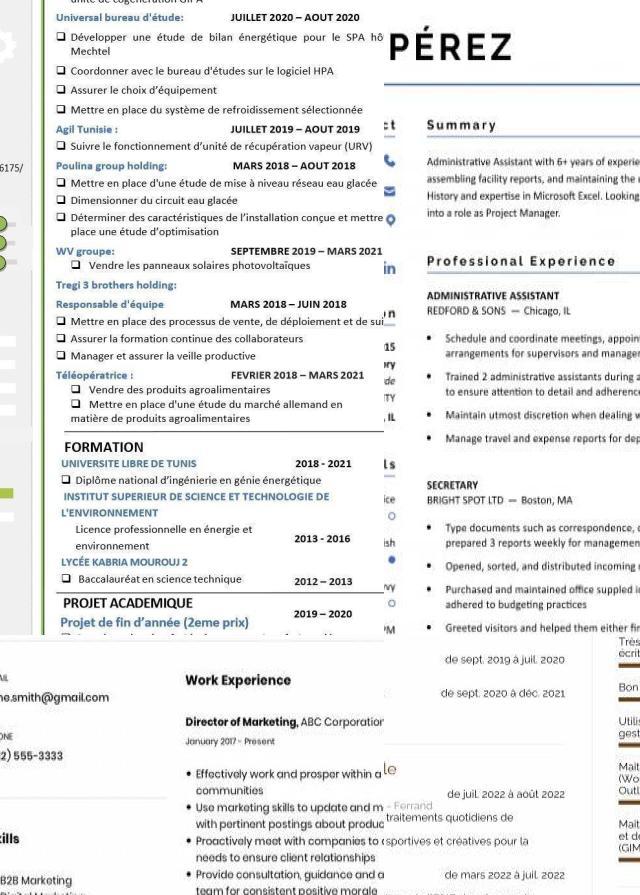 unité de cogénération GIPA
Universal bureau d'étude: JUILLET 2020 – AOUT 2020
Développer une étude de bilan énergétique pour le SPA hô
Mechtel
Coordonner avec le bureau d'études sur le logiciel HPA
Assurer le choix d’équipement
Mettre en place du système de refroidissement sélectionnée
Agil Tunisie : JUILLET 2019 – AOUT 2019
Suivre le fonctionnement d’unité de récupération vapeur (URV)
6175/
Poulina group holding: MARS 2018 – AOUT 2018
Mettre en place d'une étude de mise à niveau réseau eau glacée
Dimensionner du circuit eau glacée
Déterminer des caractéristiques de l’installation conçue et mettre
place une étude d’optimisation
WV groupe: SEPTEMBRE 2019 – MARS 2021
Vendre les panneaux solaires photovoltaïques
Tregi 3 brothers holding:
Responsable d'équipe MARS 2018 – JUIN 2018
Mettre en place des processus de vente, de déploiement et de sui
Assurer la formation continue des collaborateurs
Manager et assurer la veille productive
Téléopératrice : FEVRIER 2018 – MARS 2021
Vendre des produits agroalimentaires
Mettre en place d'une étude du marché allemand en
matière de produits agroalimentaires
FORMATION
UNIVERSITE LIBRE DE TUNIS 2018 - 2021
Diplôme national d’ingénierie en génie énergétique
INSTITUT SUPERIEUR DE SCIENCE ET TECHNOLOGIE DE
L'ENVIRONNEMENT
Licence professionnelle en énergie et
environnement 2013 - 2016
LYCÉE KABRIA MOUROUJ 2
Baccalauréat en science technique 2012 – 2013
PROJET ACADEMIQUE
2019 – 2020
Projet de fin d’année (2eme prix)
PÉREZ
ct
in
n
15
ory
de
TY
, IL
ls
ice
ish
vy
PM
Summary
Administrative Assistant with 6+ years of experie
assembling facility reports, and maintaining the u
History and expertise in Microsoft Excel. Looking
into a role as Project Manager.
Professional Experience
ADMINISTRATIVE ASSISTANT
REDFORD & SONS — Chicago, IL
• Schedule and coordinate meetings, appoin
arrangements for supervisors and manager
• Trained 2 administrative assistants during a
to ensure attention to detail and adherence
• Maintain utmost discretion when dealing w
• Manage travel and expense reports for dep
SECRETARY
BRIGHT SPOT LTD — Boston, MA
• Type documents such as correspondence, d
prepared 3 reports weekly for management
• Opened, sorted, and distributed incoming m
• Purchased and maintained office supplied i
adhered to budgeting practices
• Greeted visitors and helped them either fin
AIL
ne.smith@gmail.com
ONE
2) 555-3333
kills
B2B Marketing
Digital Marketing
Work Experience
Director of Marketing, ABC Corporation
January 2017 - Present
• Effectively work and prosper within a
communities
• Use marketing skills to update and m
with pertinent postings about produc
• Proactively meet with companies to
needs to ensure client relationships
• Provide consultation, guidance and a
team for consistent positive morale
de sept. 2019 à juil. 2020
de sept. 2020 à déc. 2021
le
de juil. 2022 à août 2022
- Ferrand
traitements quotidiens de
sportives et créatives pour la
de mars 2022 à juil. 2022
Très
écrit
Bon
Utilis
gest
Maît
(Wo
Outl
Maît
et de
(GIM